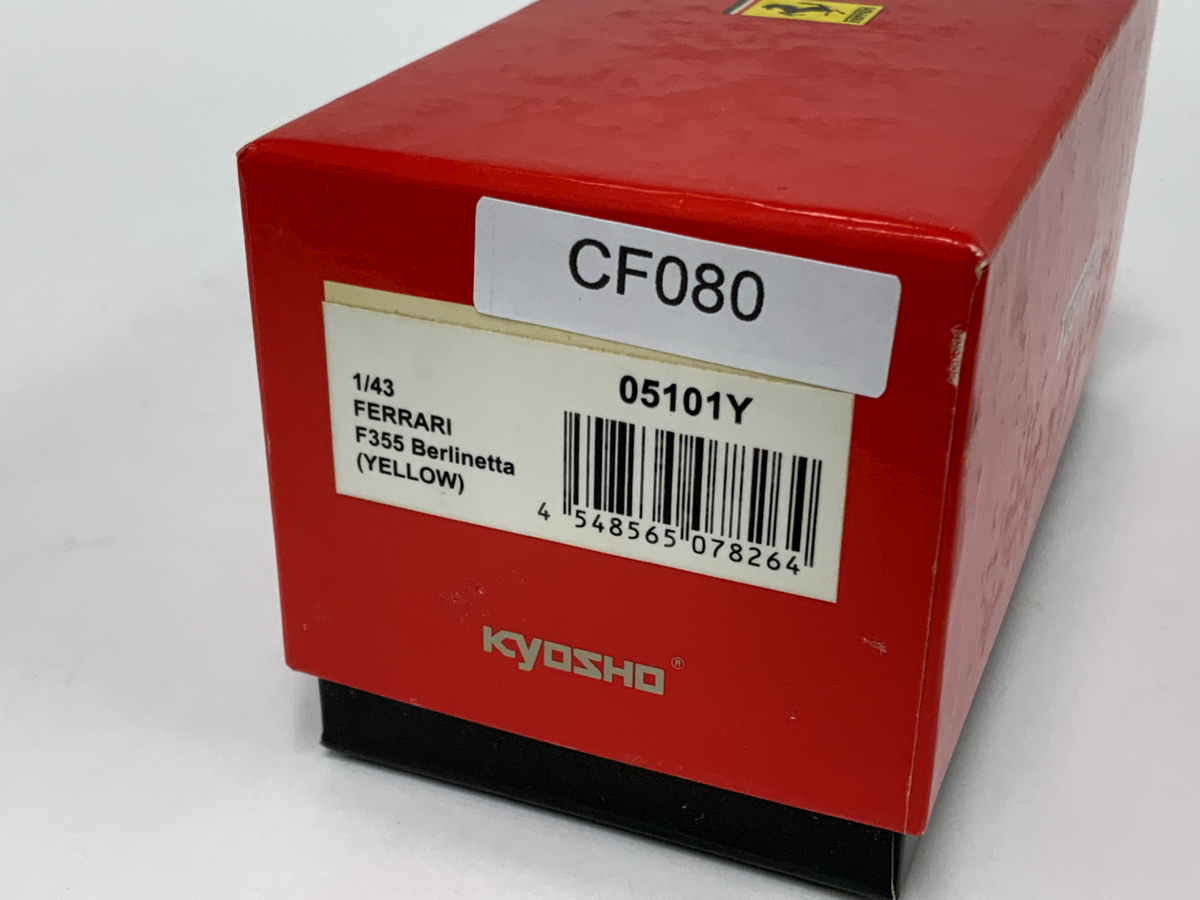 CF080
1/43
FERRARI
F355 Berlinetta
(YELLOW)
05101Y
4 548565 078264
KYOSHO®